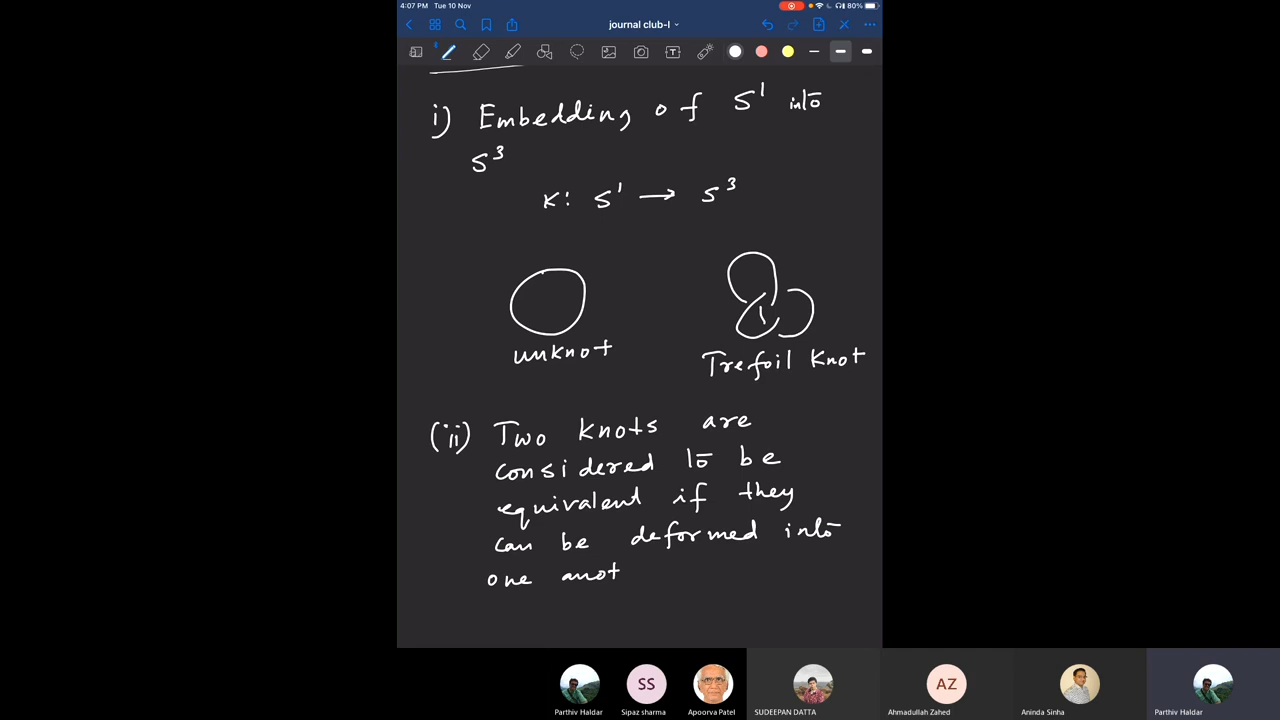 4:07 PM Tue 10 Nov
80%
journal club-I
i) Embedding of S¹ into
S³
K: S¹ → S³
unknot
Trefoil Knot
(ii) Two knots are
considered to be
equivalent if they
can be deformed into
one anot
SS
AZ
Parthiv Haldar
Sipaz sharma
Apoorva Patel
SUDEEPAN DATTA
Ahmadullah Zahed
Aninda Sinha
Parthiv Haldar